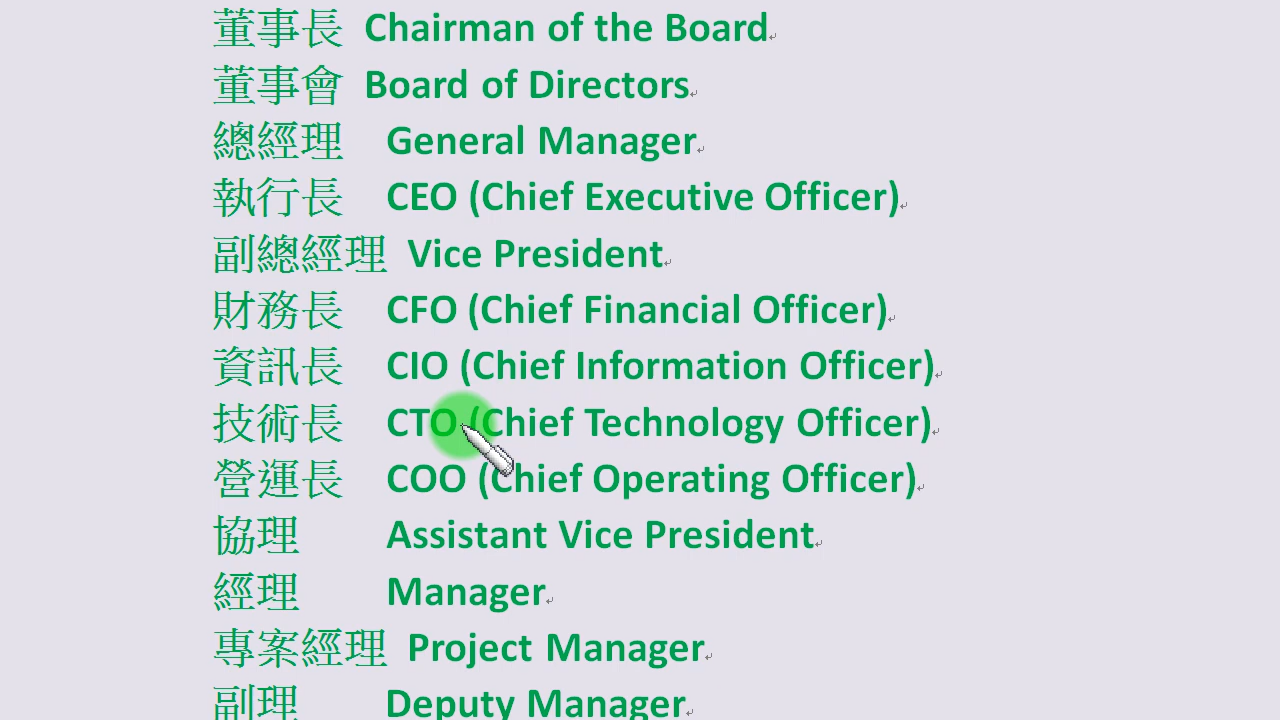 董事長 Chairman of the Board
董事會 Board of Directors
總經理 General Manager
執行長 CEO (Chief Executive Officer)
副總經理 Vice President
財務長 CFO (Chief Financial Officer)
資訊長 CIO (Chief Information Officer)
技術長 CTO (Chief Technology Officer)
營運長 COO (Chief Operating Officer)
協理 Assistant Vice President
經理 Manager
專案經理 Project Manager
副理 Deputy Manager